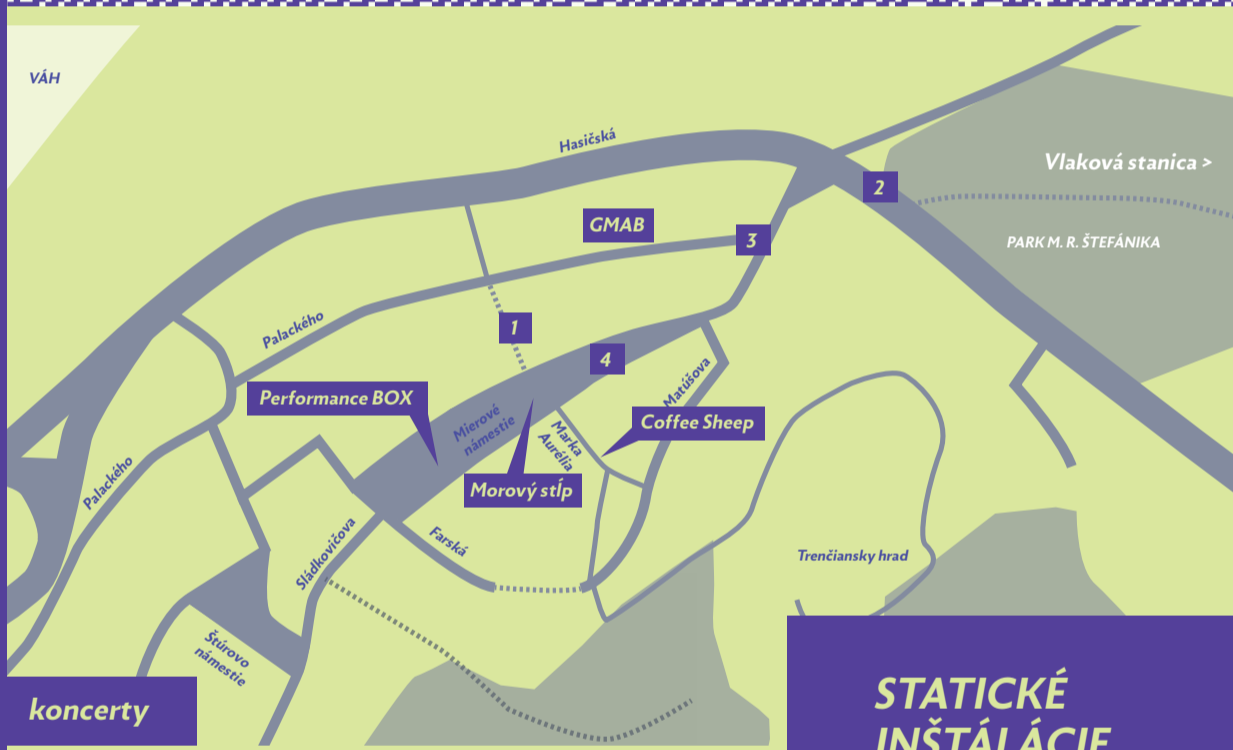 VÁH
Hasičská
Vlaková stanica >
2
GMAB
3
PARK M. R. ŠTEFÁNIKA
Palackého
1
4
Performance BOX
Mierové
námestie
Matúšova
Coffee Sheep
Marka
Aurélia
Morový stĺp
Palackého
Farská
Sládkovičova
Trenčiansky hrad
Štúrovo
námestie
koncerty
STATICKÉ
INŠTÁLÁCIE